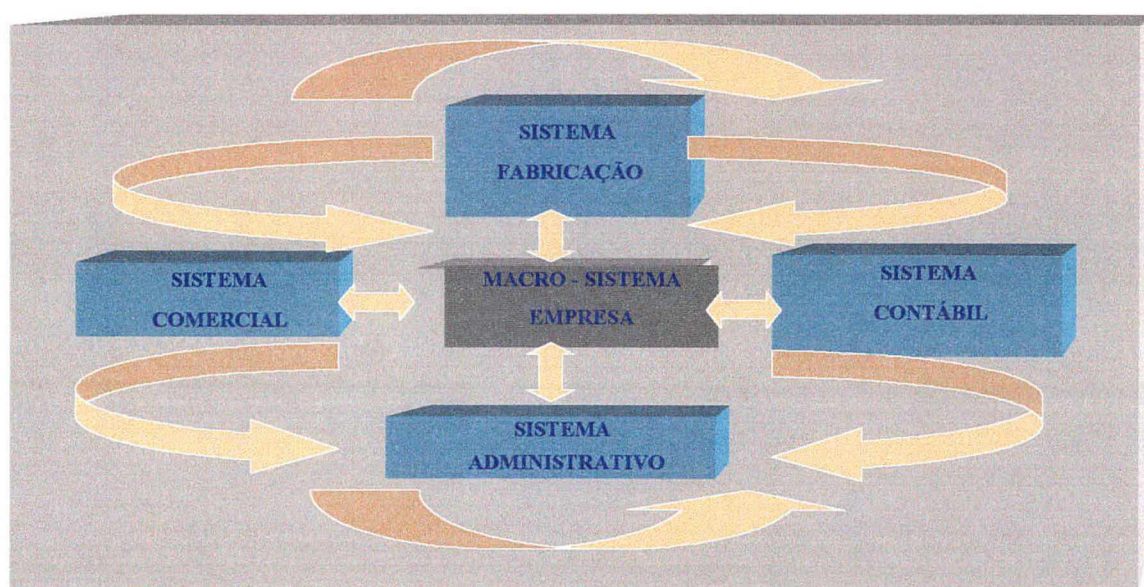 SISTEMA
FABRICAÇÃO
SISTEMA
COMERCIAL
MACRO - SISTEMA
EMPRESA
SISTEMA
CONTÁBIL
SISTEMA
ADMINISTRATIVO